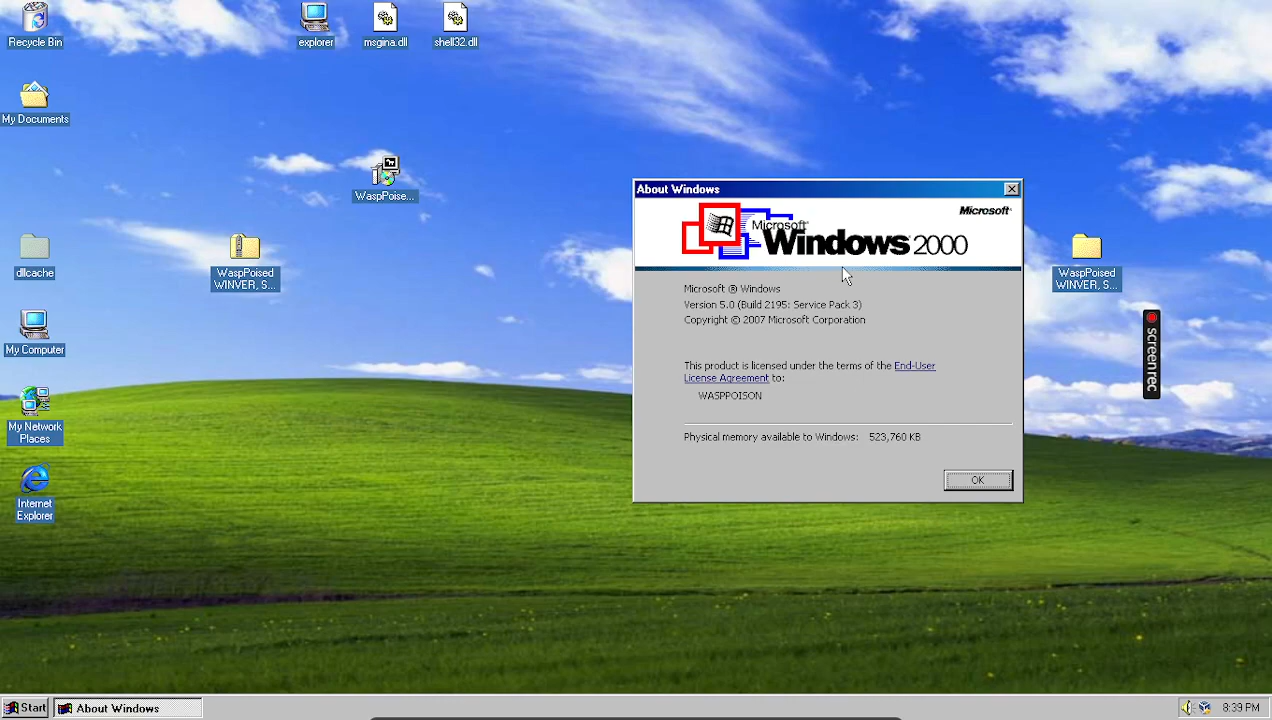 Recycle Bin
explorer
msgina.dll
shell32.dll
My Documents
WaspPoise...
dllcache
WaspPoised
WINVER, S...
My Computer
My Network
Places
Internet
Explorer
About Windows
Microsoft
Microsoft
Windows 2000
Microsoft ® Windows
Version 5.0 (Build 2195: Service Pack 3)
Copyright © 2007 Microsoft Corporation
This product is licensed under the terms of the End-User
License Agreement to:
WASPPOISON
Physical memory available to Windows: 523,760 KB
OK
WaspPoised
WINVER, S...
screenrec
Start
About Windows
8:39 PM